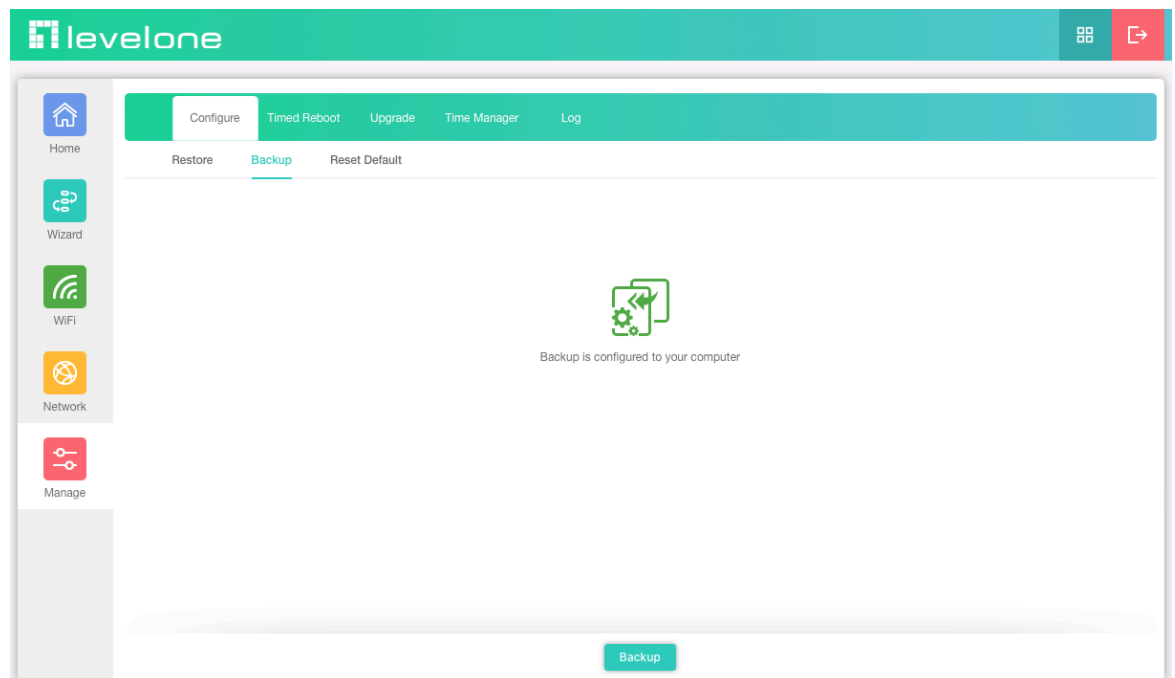 levelone
Configure Timed Reboot Upgrade Time Manager Log
Restore Backup Reset Default
Home
Wizard
WiFi
Network
Manage
Backup is configured to your computer
Backup